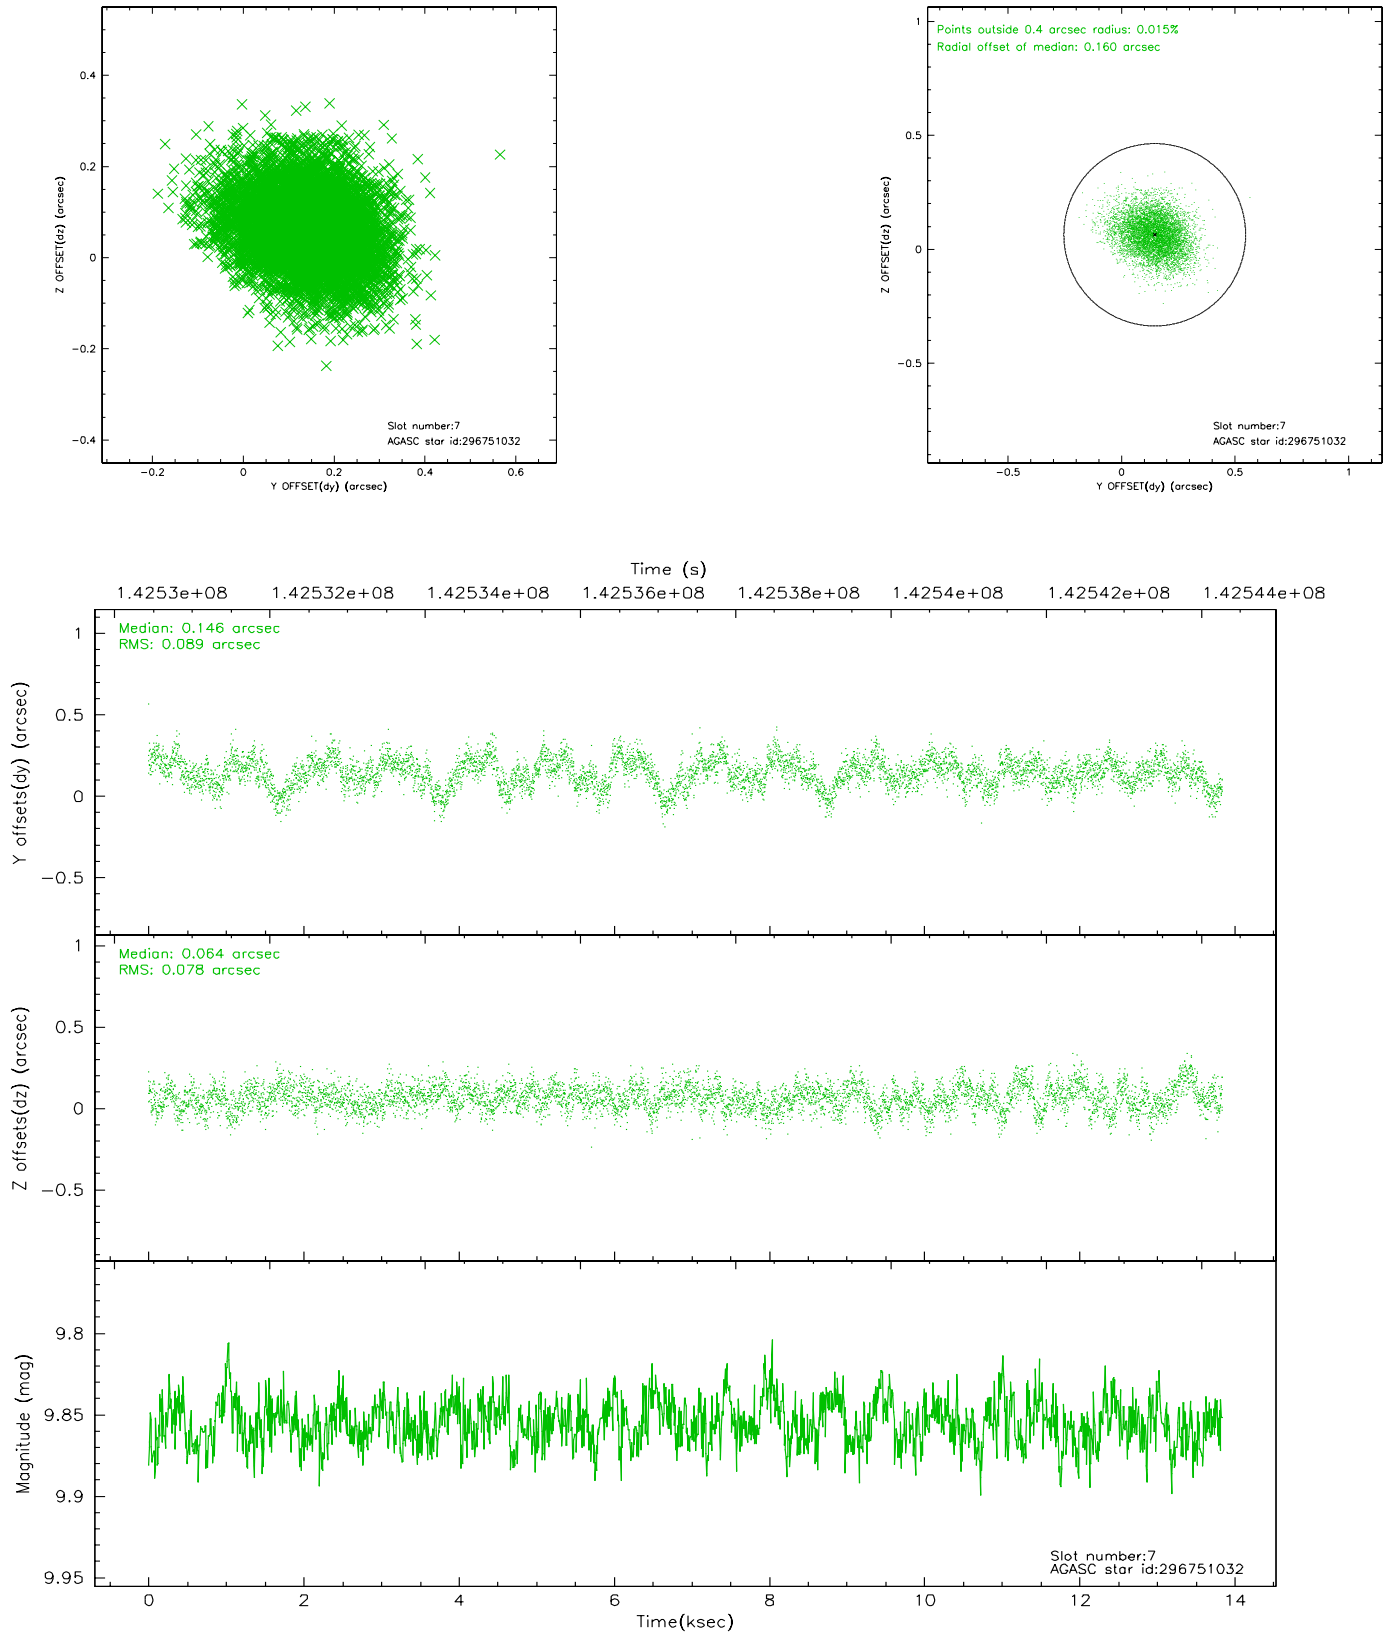 0.4
0.2
0
−0.2
−0.4
Z OFFSET(dz) (arcsec)
−0.2 0 0.2 0.4 0.6
Y OFFSET(dy) (arcsec)
Slot number:7
AGASC star id:296751032
Points outside 0.4 arcsec radius: 0.015%
Radial offset of median: 0.160 arcsec
1
0.5
0
−0.5
Z OFFSET(dz) (arcsec)
−0.5 0 0.5 1
Y OFFSET(dy) (arcsec)
Slot number:7
AGASC star id:296751032
Time (s)
1.4253e+08 1.42532e+08 1.42534e+08 1.42536e+08 1.42538e+08 1.4254e+08 1.42542e+08 1.42544e+08
Median: 0.146 arcsec
RMS: 0.089 arcsec
1
0.5
0
−0.5
Y offsets(dy) (arcsec)
Median: 0.064 arcsec
RMS: 0.078 arcsec
1
0.5
0
−0.5
Z offsets(dz) (arcsec)
9.8
9.85
9.9
9.95
Magnitude (mag)
Slot number:7
AGASC star id:296751032
0 2 4 6 8 10 12 14
Time(ksec)